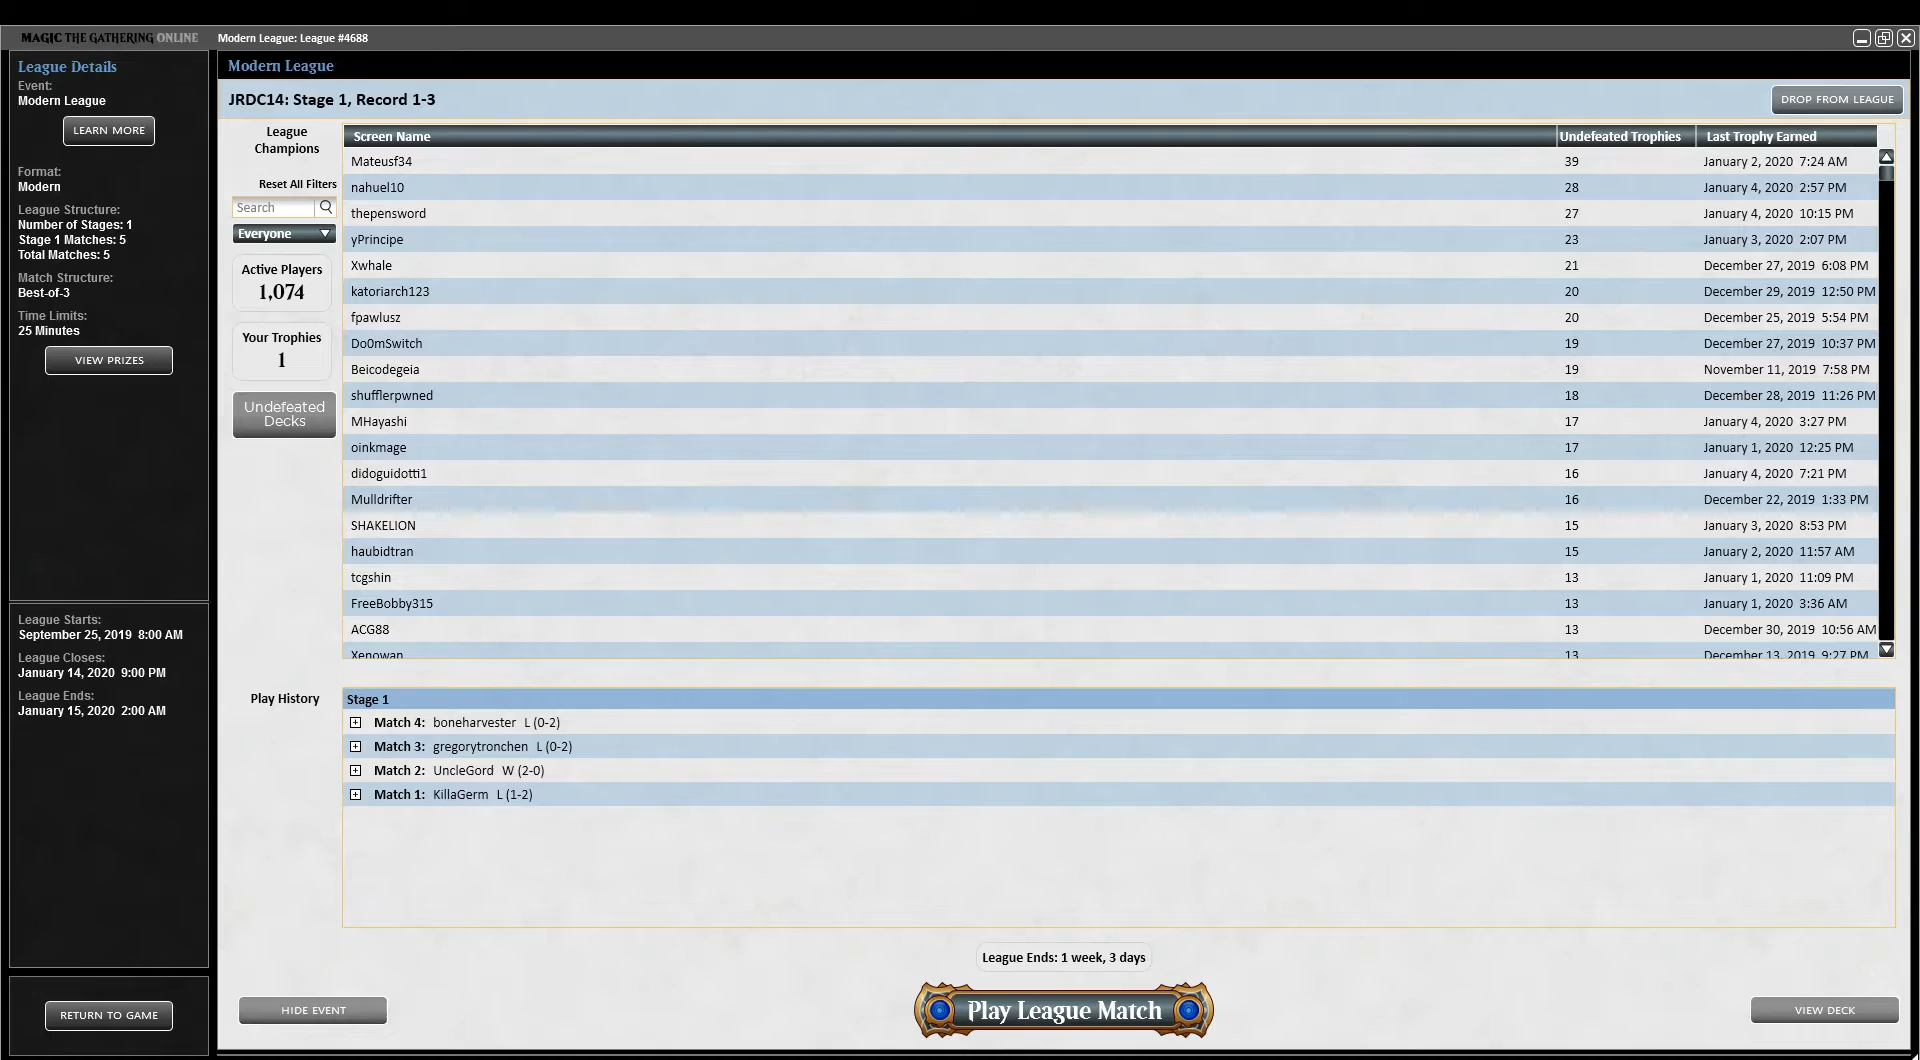 MAGIC THE GATHERING ONLINE
Modern League: League #4688
League Details
Event:
Modern League
LEARN MORE
Format:
Modern
League Structure:
Number of Stages: 1
Stage 1 Matches: 5
Total Matches: 5
Match Structure:
Best-of-3
Time Limits:
25 Minutes
VIEW PRIZES
League Starts:
September 25, 2019 8:00 AM
League Closes:
January 14, 2020 9:00 PM
League Ends:
January 15, 2020 2:00 AM
RETURN TO GAME
Modern League
JRDC14: Stage 1, Record 1-3
DROP FROM LEAGUE
League
Champions
Reset All Filters
Search
Everyone
Active Players
1,074
Your Trophies
1
Undefeated
Decks
Screen Name Undefeated Trophies Last Trophy Earned
Mateusf34 39 January 2, 2020 7:24 AM
nahuel10 28 January 4, 2020 2:57 PM
thepensword 27 January 4, 2020 10:15 PM
yPrincipe 23 January 3, 2020 2:07 PM
Xwhale 21 December 27, 2019 6:08 PM
katoriarch123 20 December 29, 2019 12:50 PM
fpawlusz 20 December 25, 2019 5:54 PM
Do0mSwitch 19 December 27, 2019 10:37 PM
Beicodegeia 19 November 11, 2019 7:58 PM
shufflerpwned 18 December 28, 2019 11:26 PM
MHayashi 17 January 4, 2020 3:27 PM
oinkmage 17 January 1, 2020 12:25 PM
didoguidotti1 16 January 4, 2020 7:21 PM
Mulldrifter 16 December 22, 2019 1:33 PM
SHAKELION 15 January 3, 2020 8:53 PM
haubidtran 15 January 2, 2020 11:57 AM
tcgshin 13 January 1, 2020 11:09 PM
FreeBobby315 13 January 1, 2020 3:36 AM
ACG88 13 December 30, 2019 10:56 AM
Xenowan 13 December 13, 2019 9:27 PM
Play History
Stage 1
Match 4: boneharvester L (0-2)
Match 3: gregorytronchen L (0-2)
Match 2: UncleGord W (2-0)
Match 1: KillaGerm L (1-2)
League Ends: 1 week, 3 days
HIDE EVENT
Play League Match
VIEW DECK